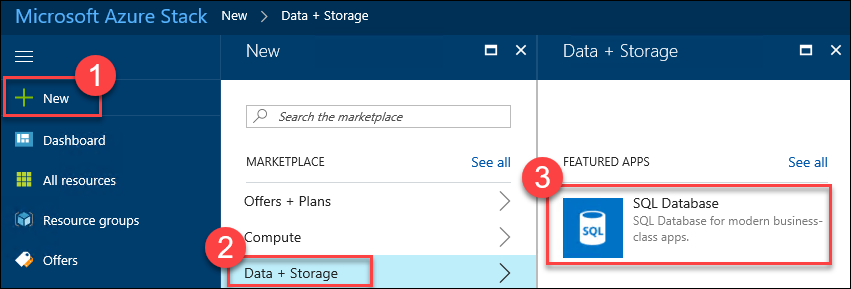 Microsoft Azure Stack New > Data + Storage
1
New
Dashboard
All resources
Resource groups
Offers
New
Search the marketplace
MARKETPLACE See all
Offers + Plans
Compute
2
Data + Storage
Data + Storage
FEATURED APPS See all
3
SQL
SQL Database
SQL Database for modern business-
class apps.